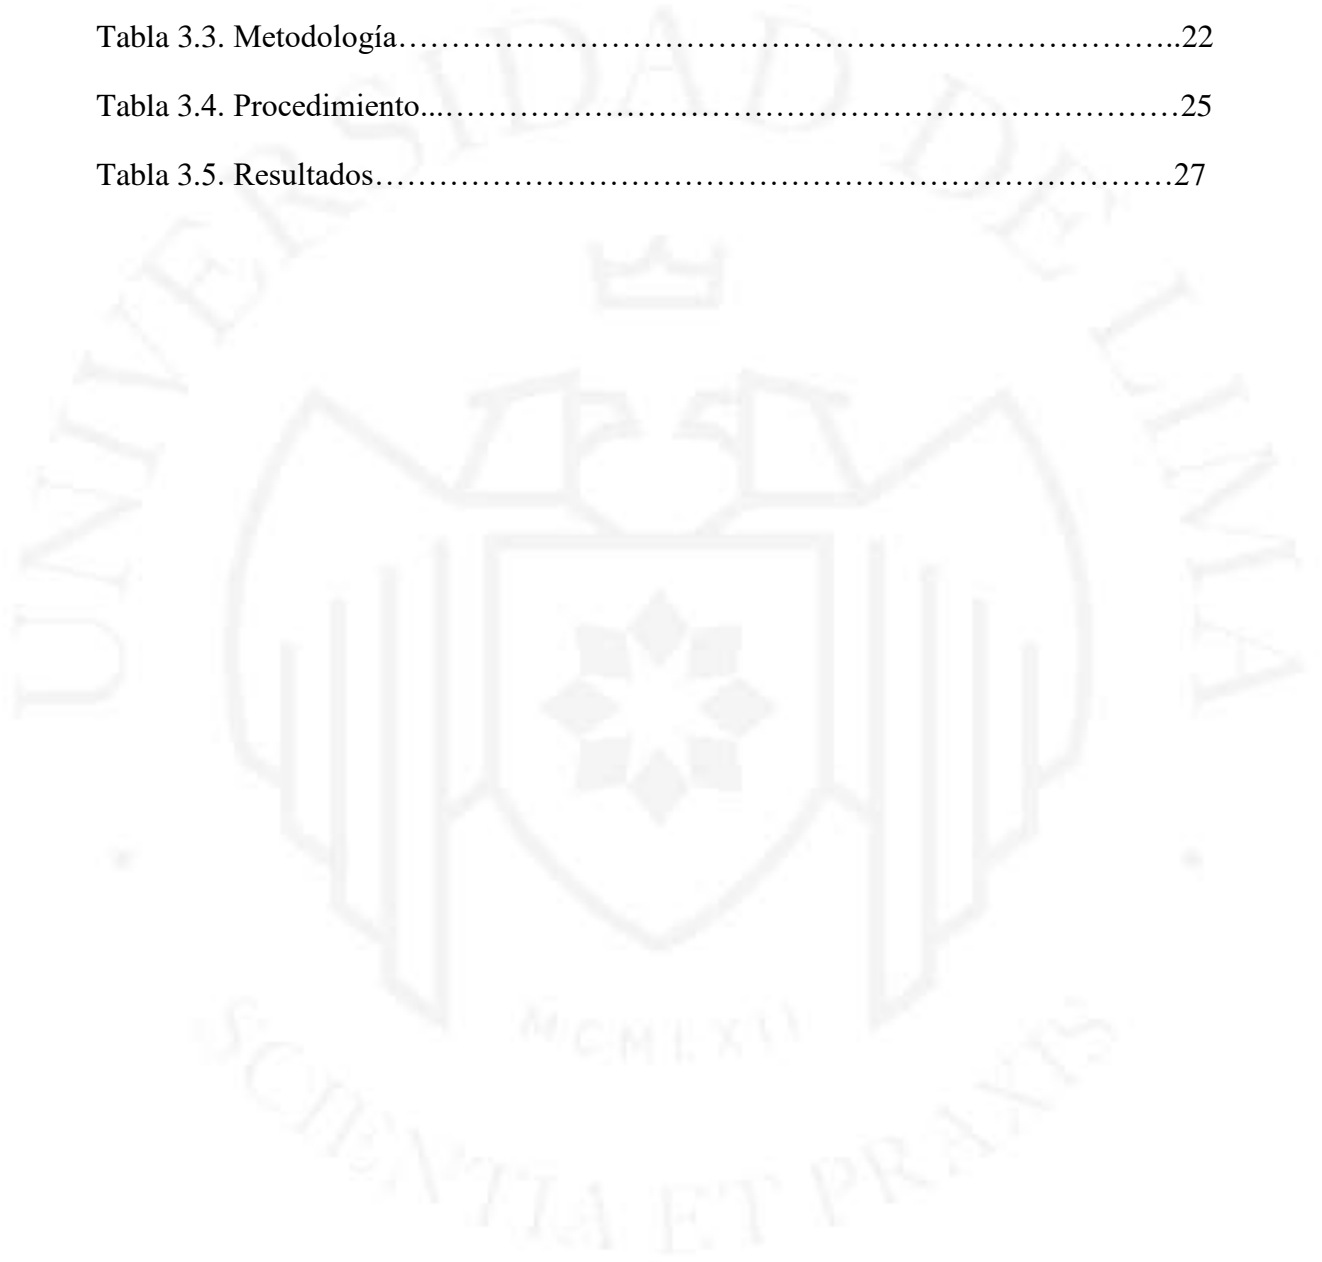 Tabla 3.3. Metodología…………………………………………………………………..22
Tabla 3.4. Procedimiento...………………………………………………………………25
Tabla 3.5. Resultados…………………………………………………………………27
UNIVERSIDAD DE LIMA
MCMLXII
SCIENTIA ET PRAXIS